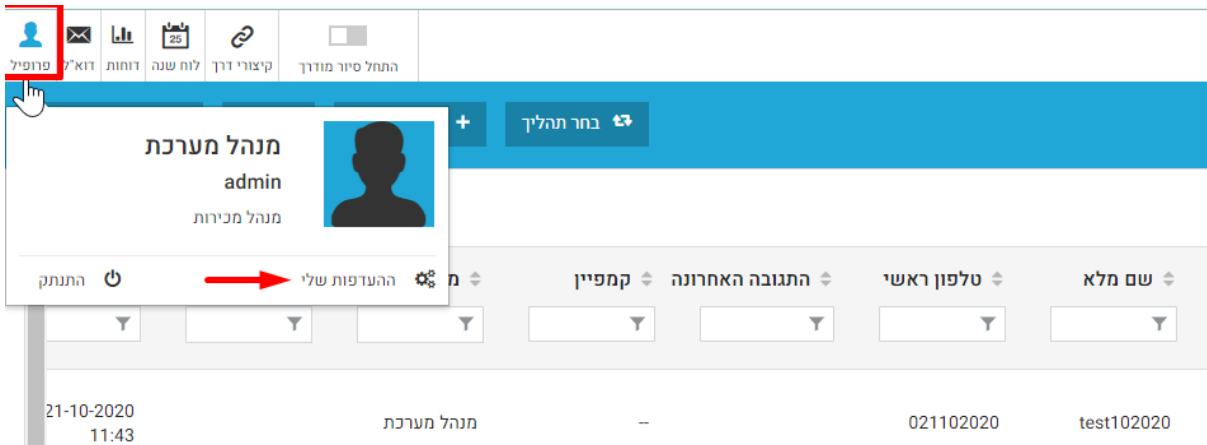 התחל סיור מודרך
קיצורי דרך
לוח שנה
25
דוחות
דוא"ל
פרופיל
בחר תהליך
+
מנהל מערכת
admin
מנהל מכירות
ההעדפות שלי
התנתק
שם מלא
טלפון ראשי
התגובה האחרונה
קמפיין
test102020
021102020
--
מנהל מערכת
21-10-2020
11:43